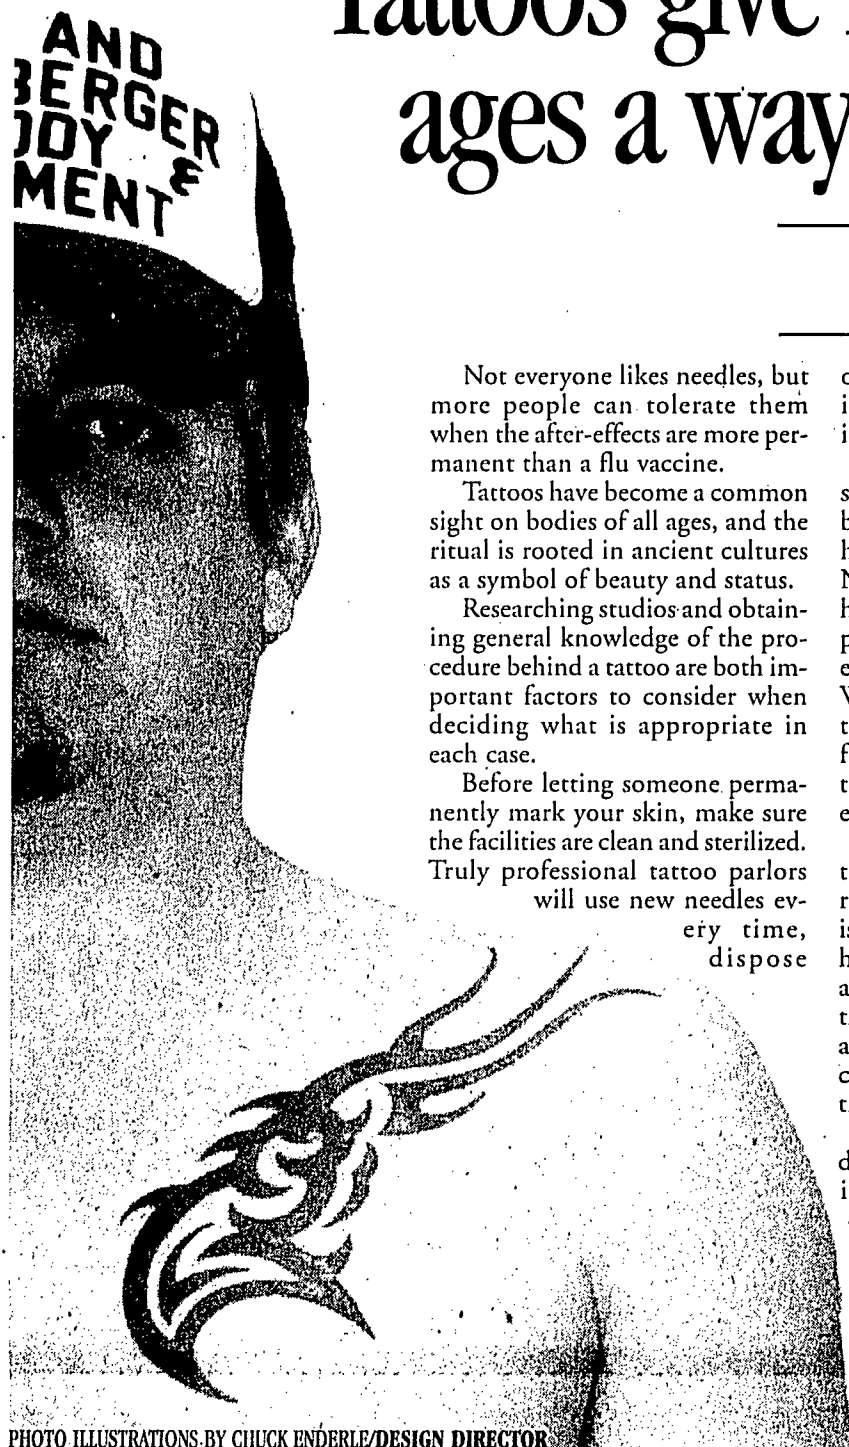 Tattoos give
ages a way
AND
BERGER
ODY &
MENT
Not everyone likes needles, but
more people can tolerate them
when the after-effects are more per-
manent than a flu vaccine.
Tattoos have become a common
sight on bodies of all ages, and the
ritual is rooted in ancient cultures
as a symbol of beauty and status.
Researching studios and obtain-
ing general knowledge of the pro-
cedure behind a tattoo are both im-
portant factors to consider when
deciding what is appropriate in
each case.
Before letting someone perma-
nently mark your skin, make sure
the facilities are clean and sterilized.
Truly professional tattoo parlors
will use new needles ev-
ery time,
dispose
PHOTO ILLUSTRATIONS BY CHUCK ENDERLE/DESIGN DIRECTOR